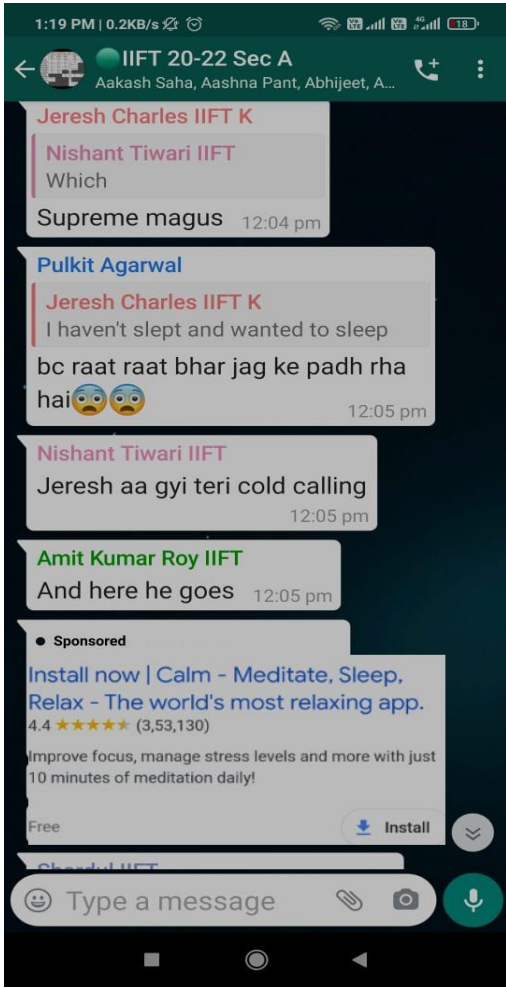 1:19 PM | 0.2KB/s
4G
18
IIFT 20-22 Sec A
Aakash Saha, Aashna Pant, Abhijeet, A...
Jeresh Charles IIFT K
Nishant Tiwari IIFT
Which
Supreme magus 12:04 pm
Pulkit Agarwal
Jeresh Charles IIFT K
I haven't slept and wanted to sleep
bc raat raat bhar jag ke padh rha
hai😨😨
12:05 pm
Nishant Tiwari IIFT
Jeresh aa gyi teri cold calling
12:05 pm
Amit Kumar Roy IIFT
And here he goes 12:05 pm
• Sponsored
Install now | Calm - Meditate, Sleep,
Relax - The world's most relaxing app.
4.4 ★★★★★ (3,53,130)
Improve focus, manage stress levels and more with just
10 minutes of meditation daily!
Free
Install
Shardul IIFT
Type a message